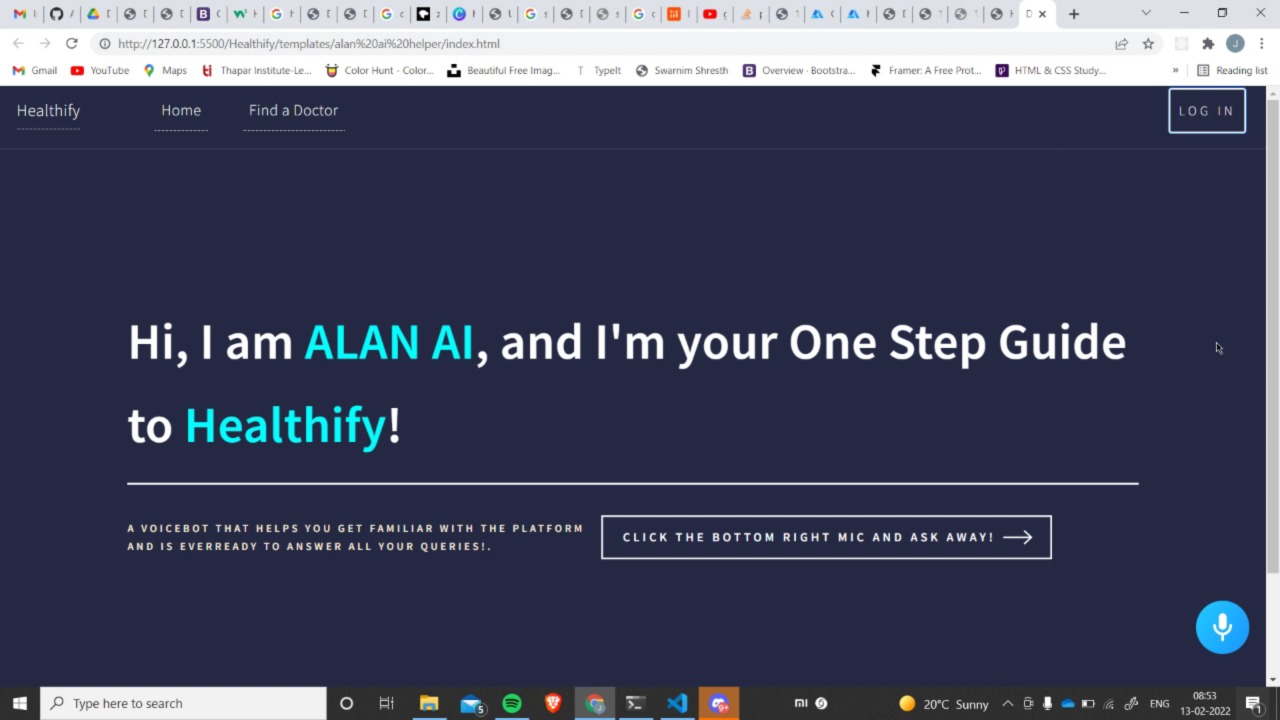 http://127.0.0.1:5500/Healthify/templates/alan%20ai%20helper/index.html
Gmail YouTube Maps Thapar Institute-Le... Color Hunt - Color... Beautiful Free Imag... TypeIt Swarnim Shresth Overview · Bootstra... Framer: A Free Prot... HTML & CSS Study... » Reading list
Healthify Home Find a Doctor LOG IN
Hi, I am ALAN AI, and I'm your One Step Guide
to Healthify!
A VOICEBOT THAT HELPS YOU GET FAMILIAR WITH THE PLATFORM
AND IS EVERREADY TO ANSWER ALL YOUR QUERIES!.
CLICK THE BOTTOM RIGHT MIC AND ASK AWAY!
Type here to search
20°C Sunny
ENG
08:53
13-02-2022